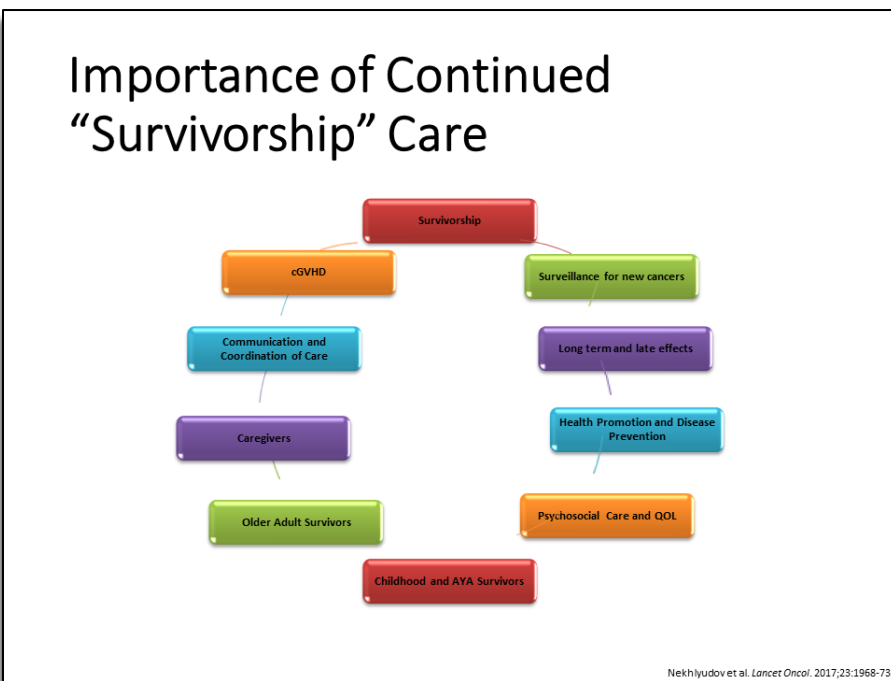 Importance of Continued
“Survivorship” Care
Survivorship
cGVHD
Surveillance for new cancers
Communication and
Coordination of Care
Long term and late effects
Caregivers
Health Promotion and Disease
Prevention
Older Adult Survivors
Psychosocial Care and QOL
Childhood and AYA Survivors
Nekhlyudov et al. Lancet Oncol. 2017;23:1968-73